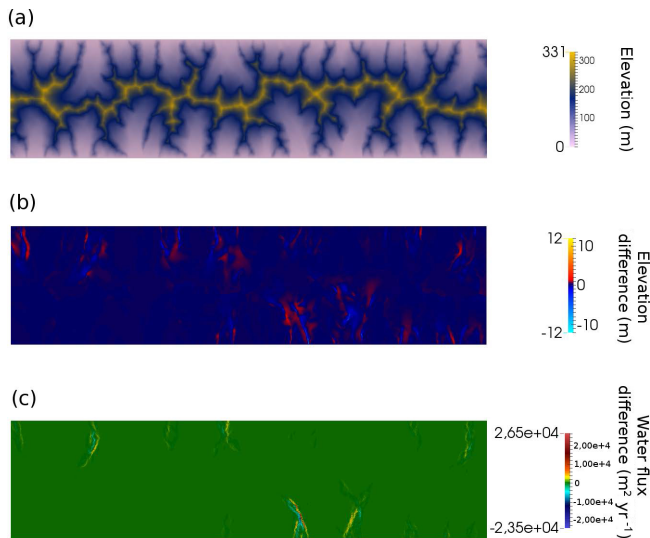 (a)
331
300
200
100
0
Elevation (m)
(b)
12
10
0
-10
-12
Elevation
difference (m)
(c)
2,65e+04
2,00e+4
1,00e+4
0
-1,00e+4
-2,00e+4
-2,35e+04
Water flux
difference (m² yr⁻¹)